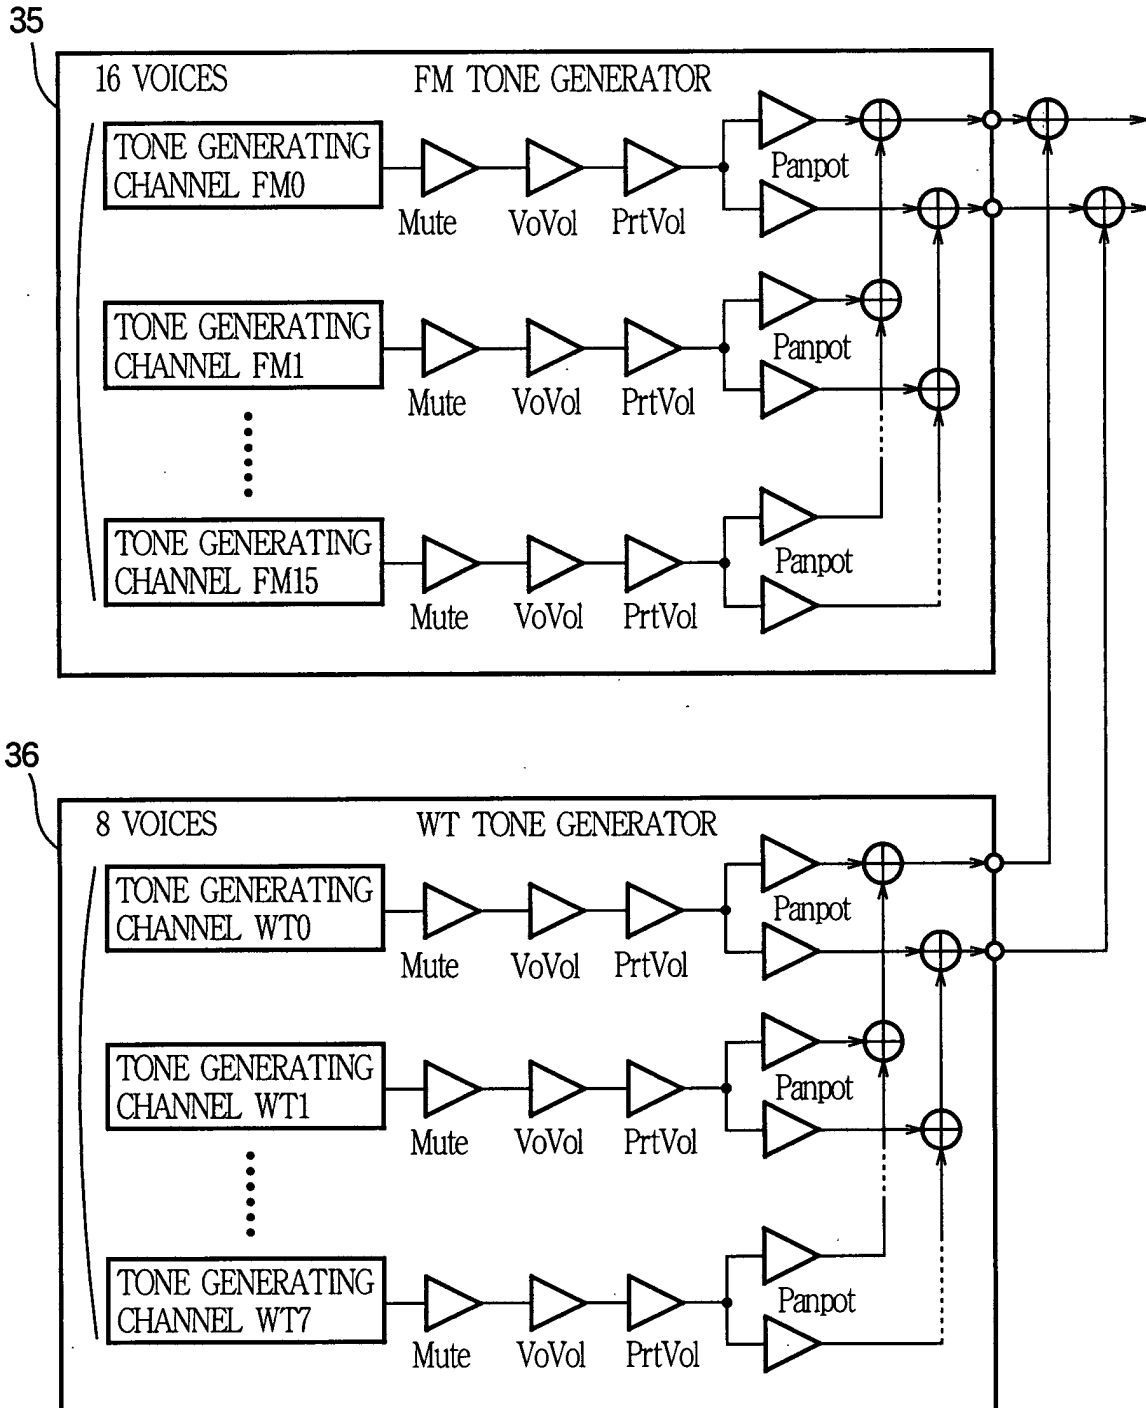 35
16 VOICES FM TONE GENERATOR
TONE GENERATING
CHANNEL FM0
Mute VoVol PrtVol Panpot
TONE GENERATING
CHANNEL FM1
Mute VoVol PrtVol Panpot
TONE GENERATING
CHANNEL FM15
Mute VoVol PrtVol Panpot
36
8 VOICES WT TONE GENERATOR
TONE GENERATING
CHANNEL WT0
Mute VoVol PrtVol Panpot
TONE GENERATING
CHANNEL WT1
Mute VoVol PrtVol Panpot
TONE GENERATING
CHANNEL WT7
Mute VoVol PrtVol Panpot